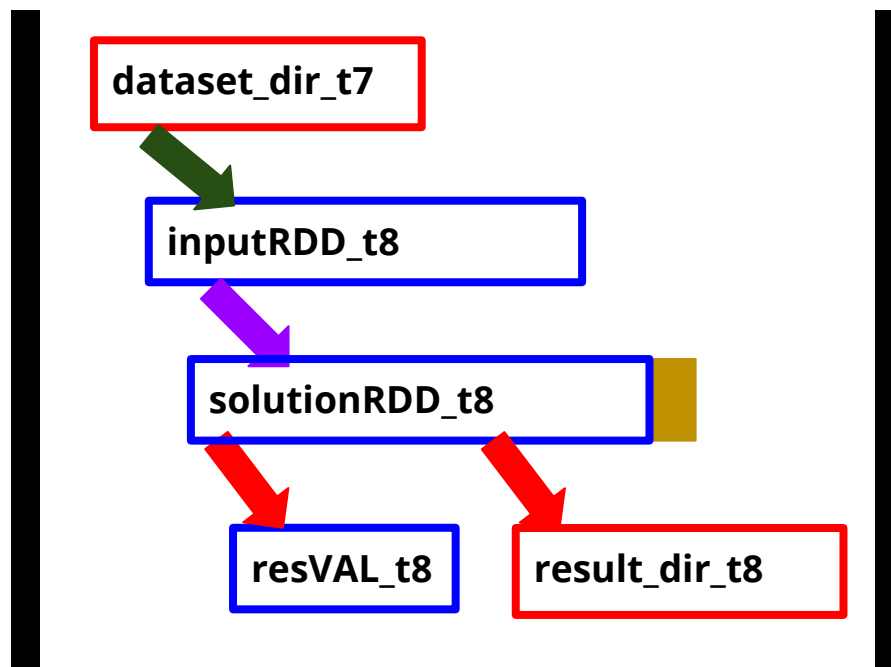 dataset_dir_t7
inputRDD_t8
solutionRDD_t8
resVAL_t8
result_dir_t8